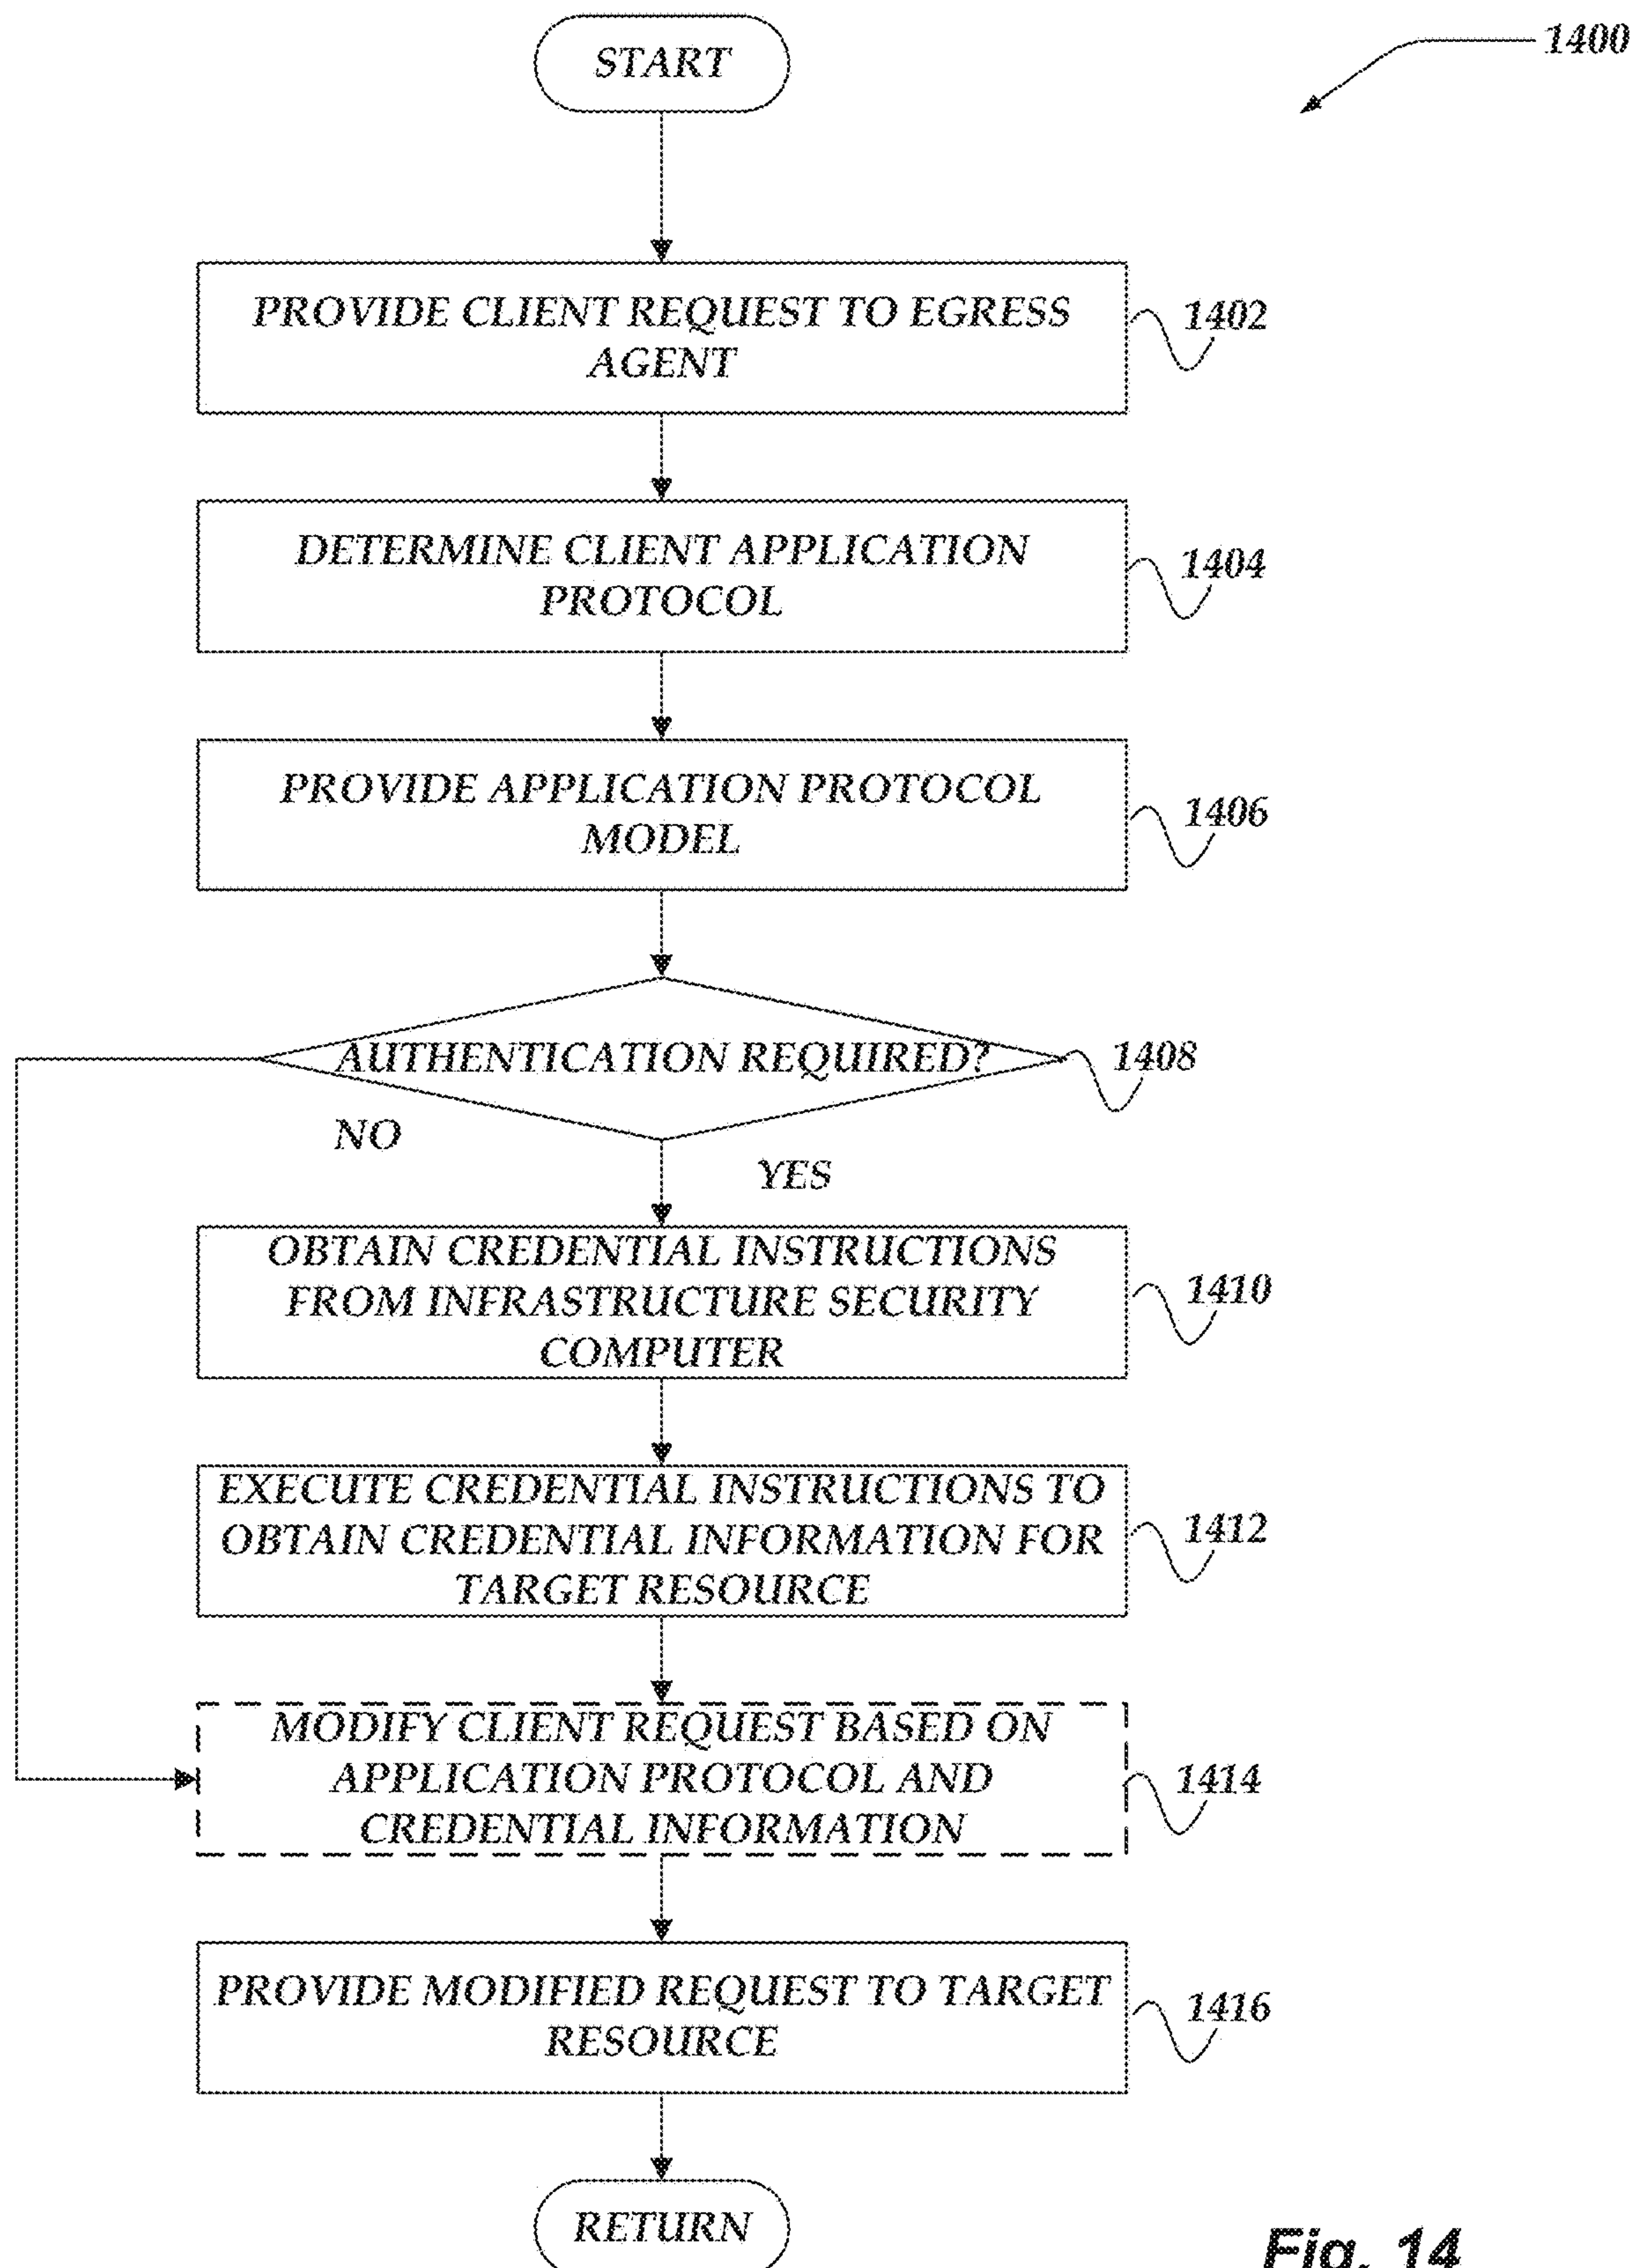 START
1400
PROVIDE CLIENT REQUEST TO EGRESS
AGENT
1402
DETERMINE CLIENT APPLICATION
PROTOCOL
1404
PROVIDE APPLICATION PROTOCOL
MODEL
1406
AUTHENTICATION REQUIRED?
1408
NO
YES
OBTAIN CREDENTIAL INSTRUCTIONS
FROM INFRASTRUCTURE SECURITY
COMPUTER
1410
EXECUTE CREDENTIAL INSTRUCTIONS TO
OBTAIN CREDENTIAL INFORMATION FOR
TARGET RESOURCE
1412
MODIFY CLIENT REQUEST BASED ON
APPLICATION PROTOCOL AND
CREDENTIAL INFORMATION
1414
PROVIDE MODIFIED REQUEST TO TARGET
RESOURCE
1416
RETURN
Fig. 14